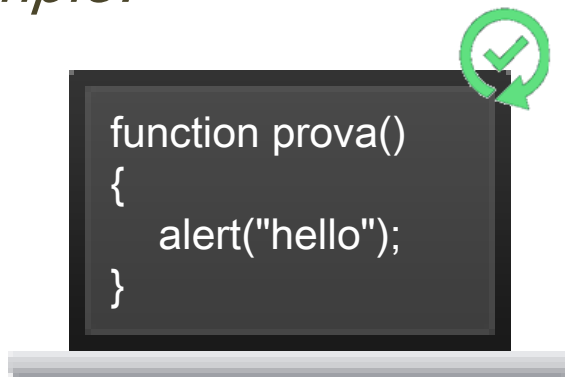 function prova()
{
alert("hello");
}